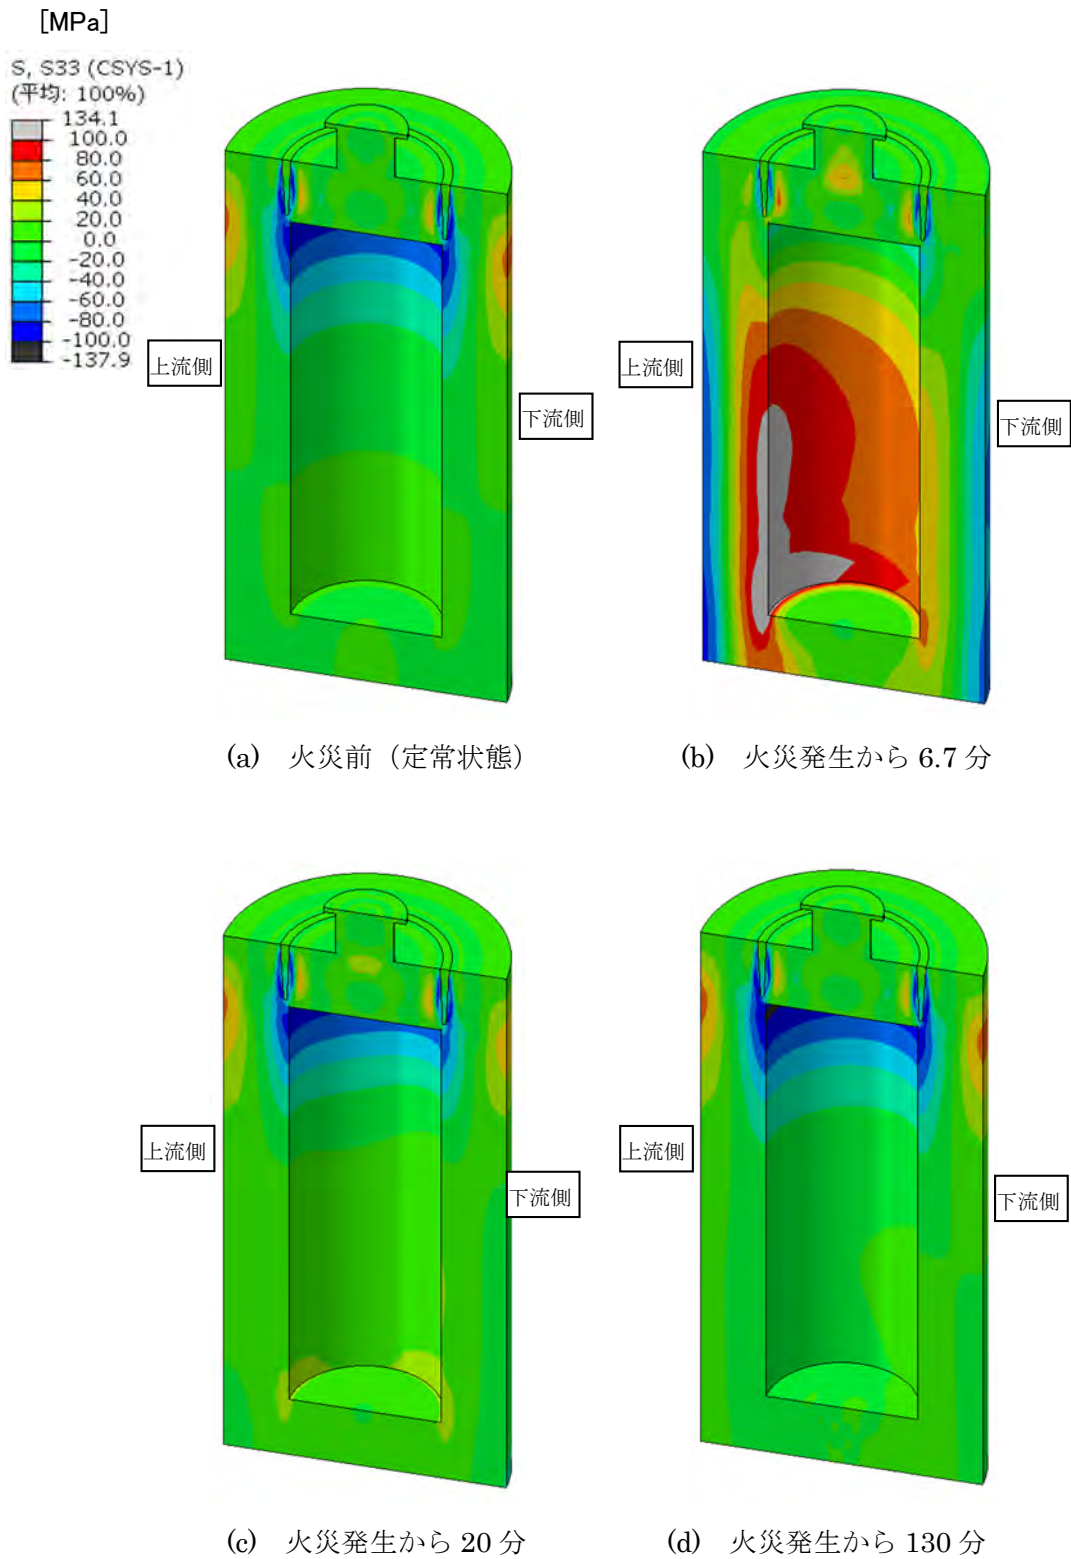 [MPa]
S, S33 (CSYS-1)
(平均: 100%)
134.1
100.0
80.0
60.0
40.0
20.0
0.0
-20.0
-40.0
-60.0
-80.0
-100.0
-137.9
上流側
下流側
上流側
下流側
(a) 火災前（定常状態）
(b) 火災発生から 6.7 分
上流側
下流側
上流側
下流側
(c) 火災発生から 20 分
(d) 火災発生から 130 分